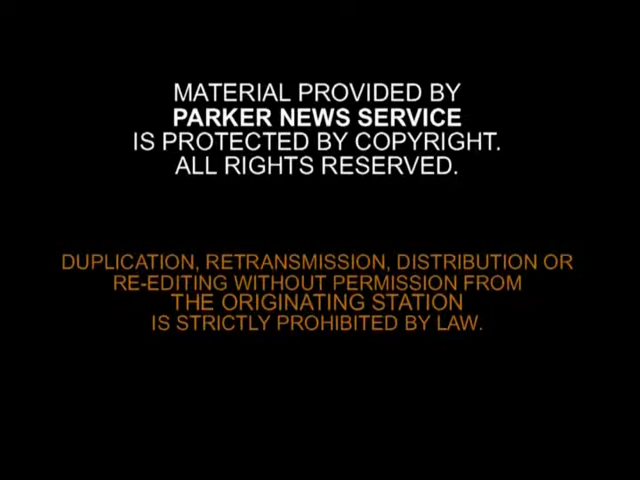 MATERIAL PROVIDED BY
PARKER NEWS SERVICE
IS PROTECTED BY COPYRIGHT.
ALL RIGHTS RESERVED.
DUPLICATION, RETRANSMISSION, DISTRIBUTION OR
RE-EDITING WITHOUT PERMISSION FROM
THE ORIGINATING STATION
IS STRICTLY PROHIBITED BY LAW.